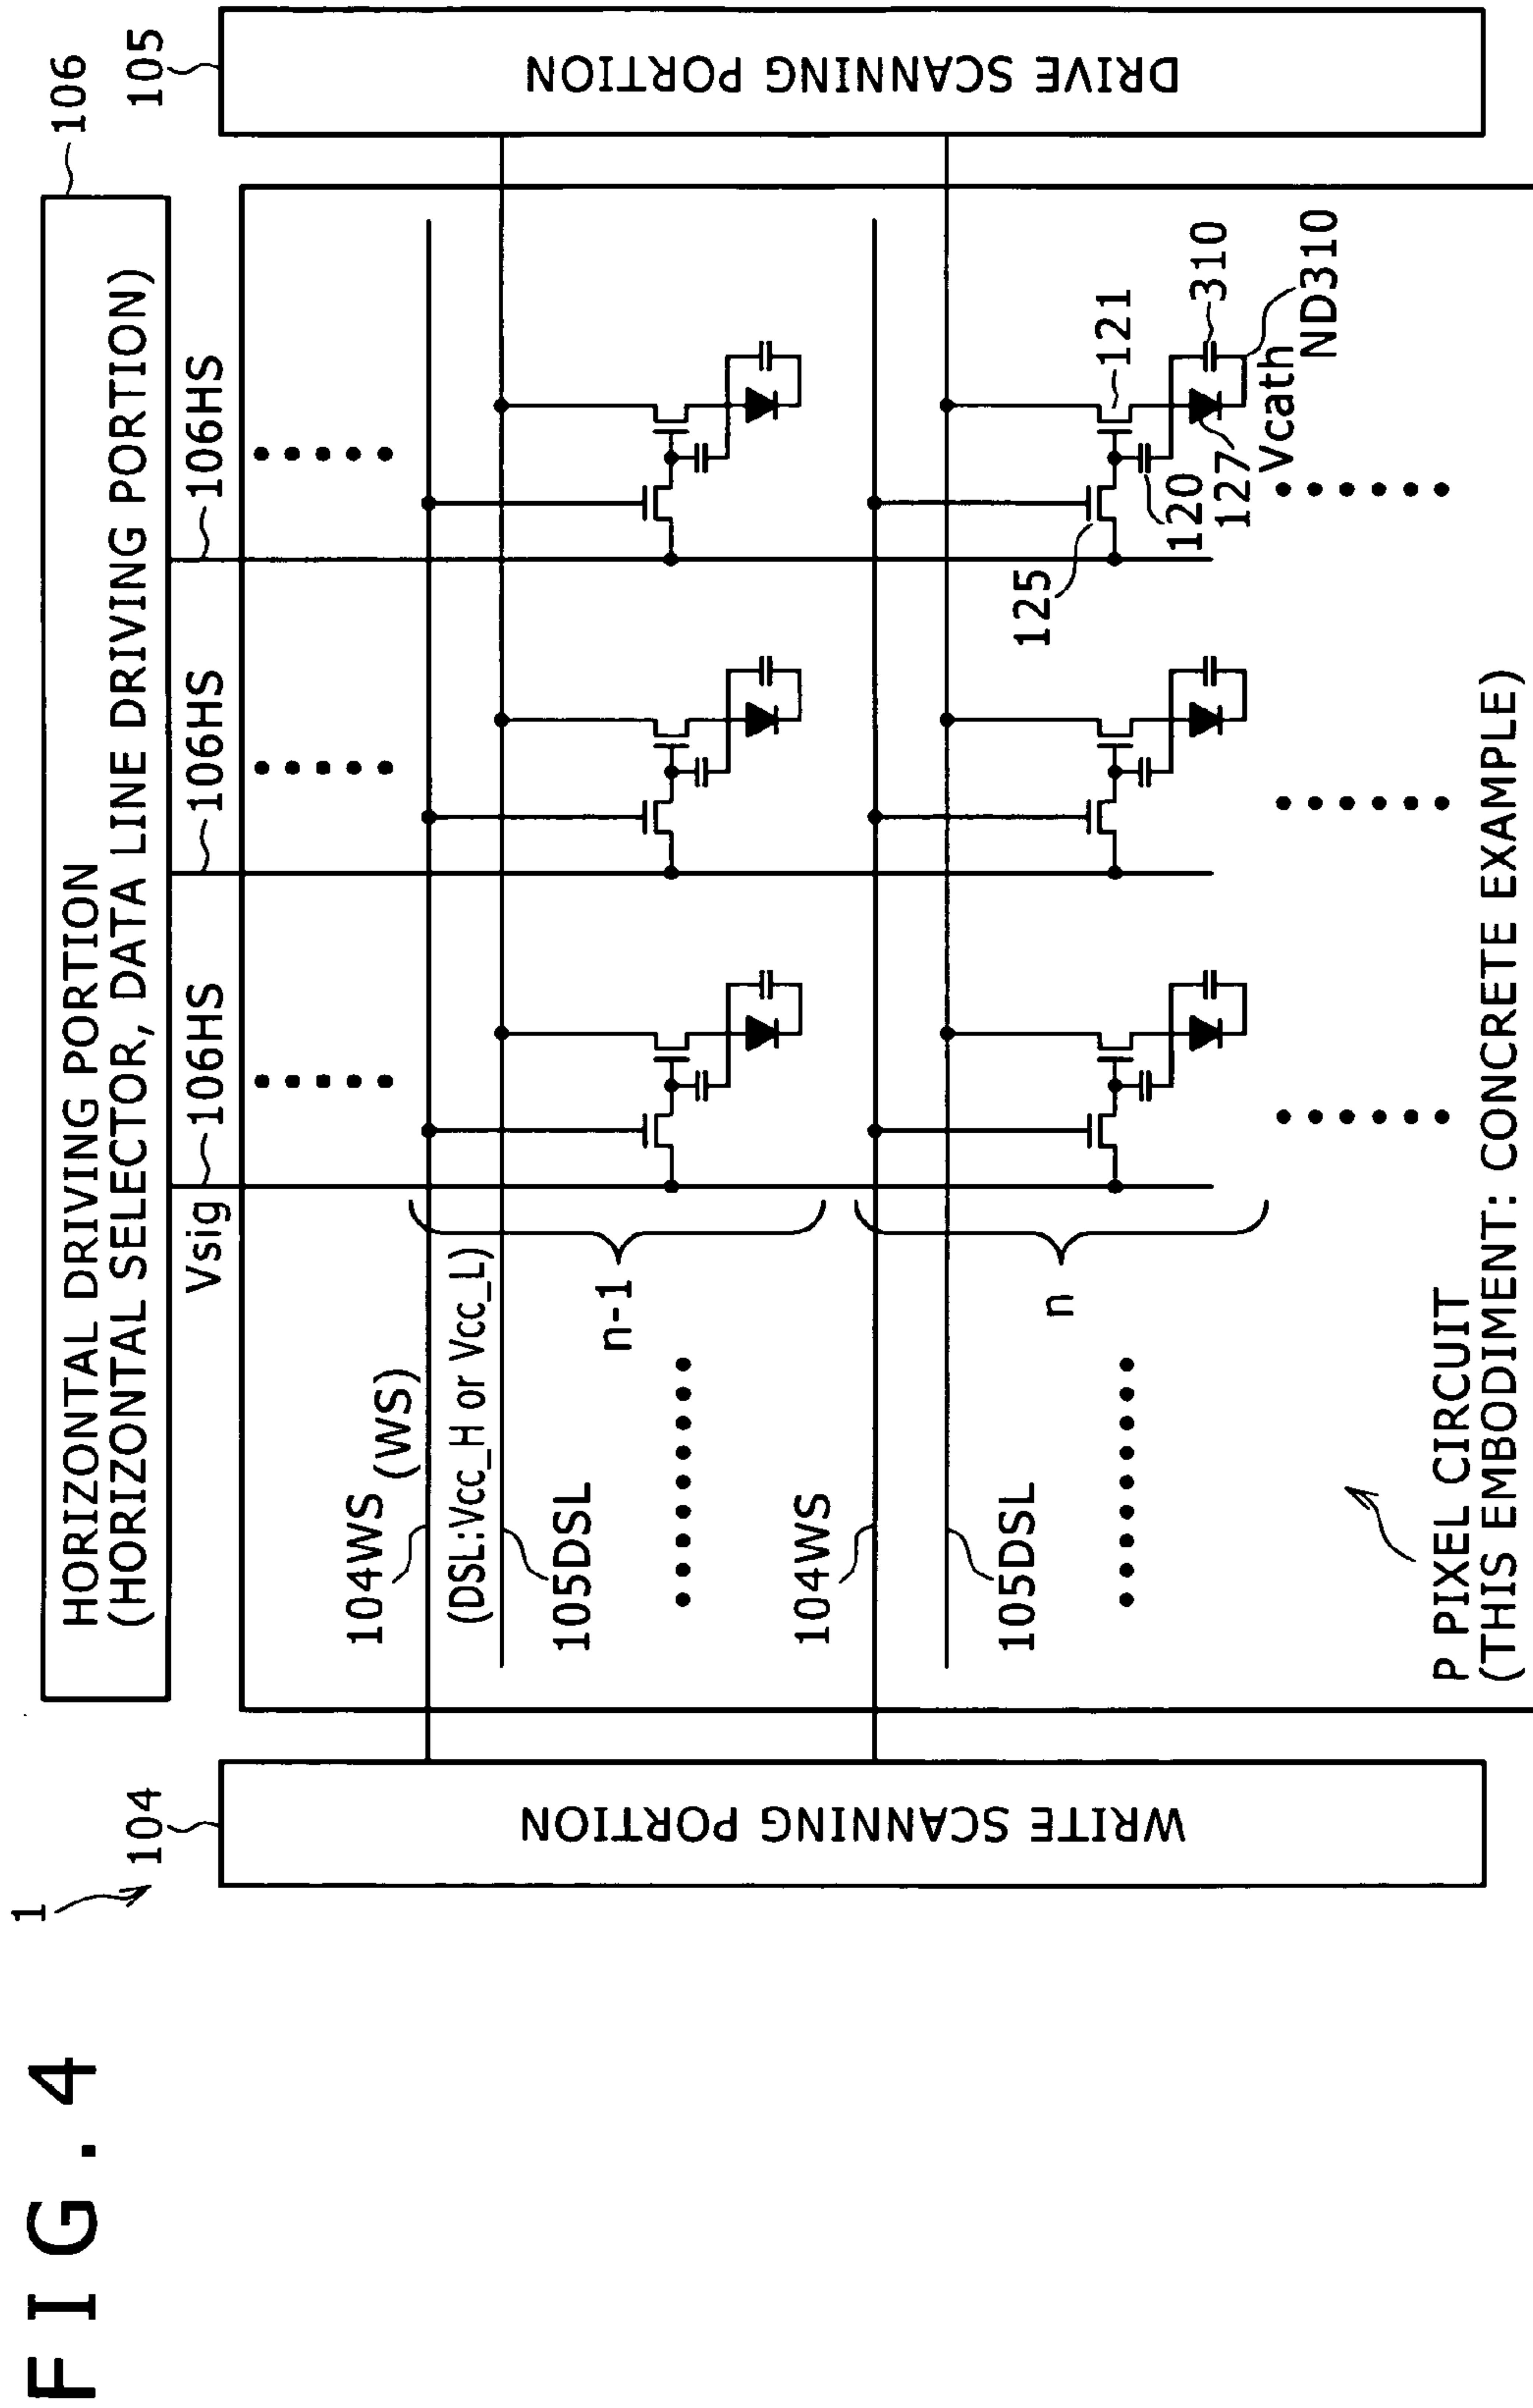 FIG.4
1
104
WRITE SCANNING PORTION
HORIZONTAL DRIVING PORTION
(HORIZONTAL SELECTOR, DATA LINE DRIVING PORTION)
106
105
DRIVE SCANNING PORTION
Vsig
106HS
106HS
106HS
104WS
(WS)
(DSL:Vcc_H or Vcc_L)
105DSL
n-1
104WS
105DSL
n
125
121
120
127
310
Vcath
ND310
P PIXEL CIRCUIT
(THIS EMBODIMENT: CONCRETE EXAMPLE)